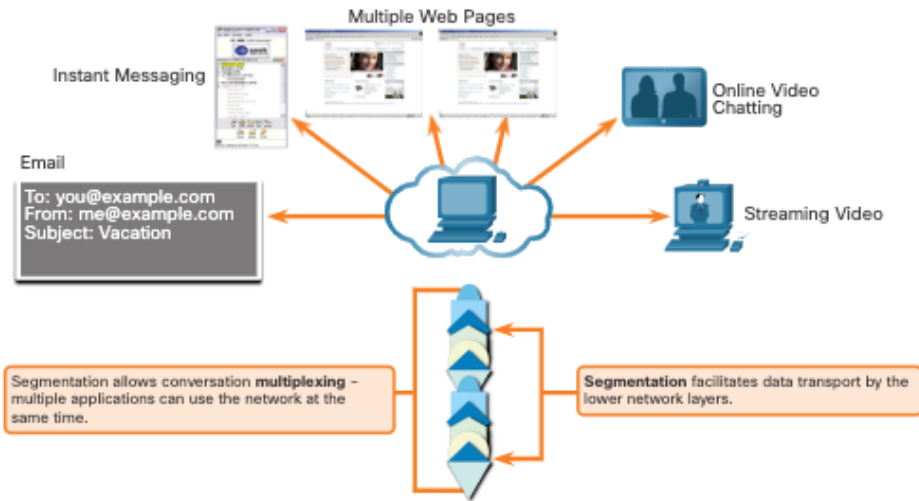 Multiple Web Pages
Instant Messaging
Online Video
Chatting
Email
To: you@example.com
From: me@example.com
Subject: Vacation
Streaming Video
Segmentation allows conversation multiplexing -
multiple applications can use the network at the
same time.
Segmentation facilitates data transport by the
lower network layers.